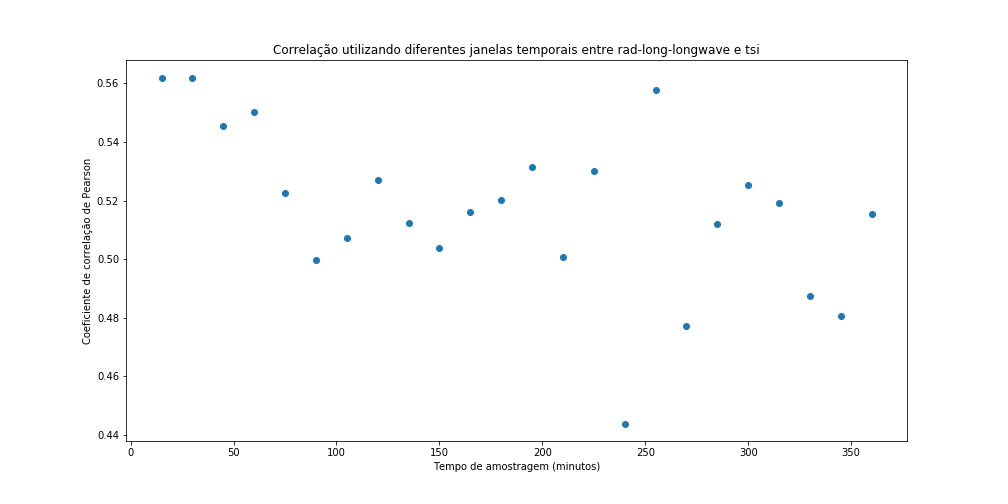 Correlação utilizando diferentes janelas temporais entre rad-long-longwave e tsi
Coeficiente de correlação de Pearson
0.56
0.54
0.52
0.50
0.48
0.46
0.44
0 50 100 150 200 250 300 350
Tempo de amostragem (minutos)